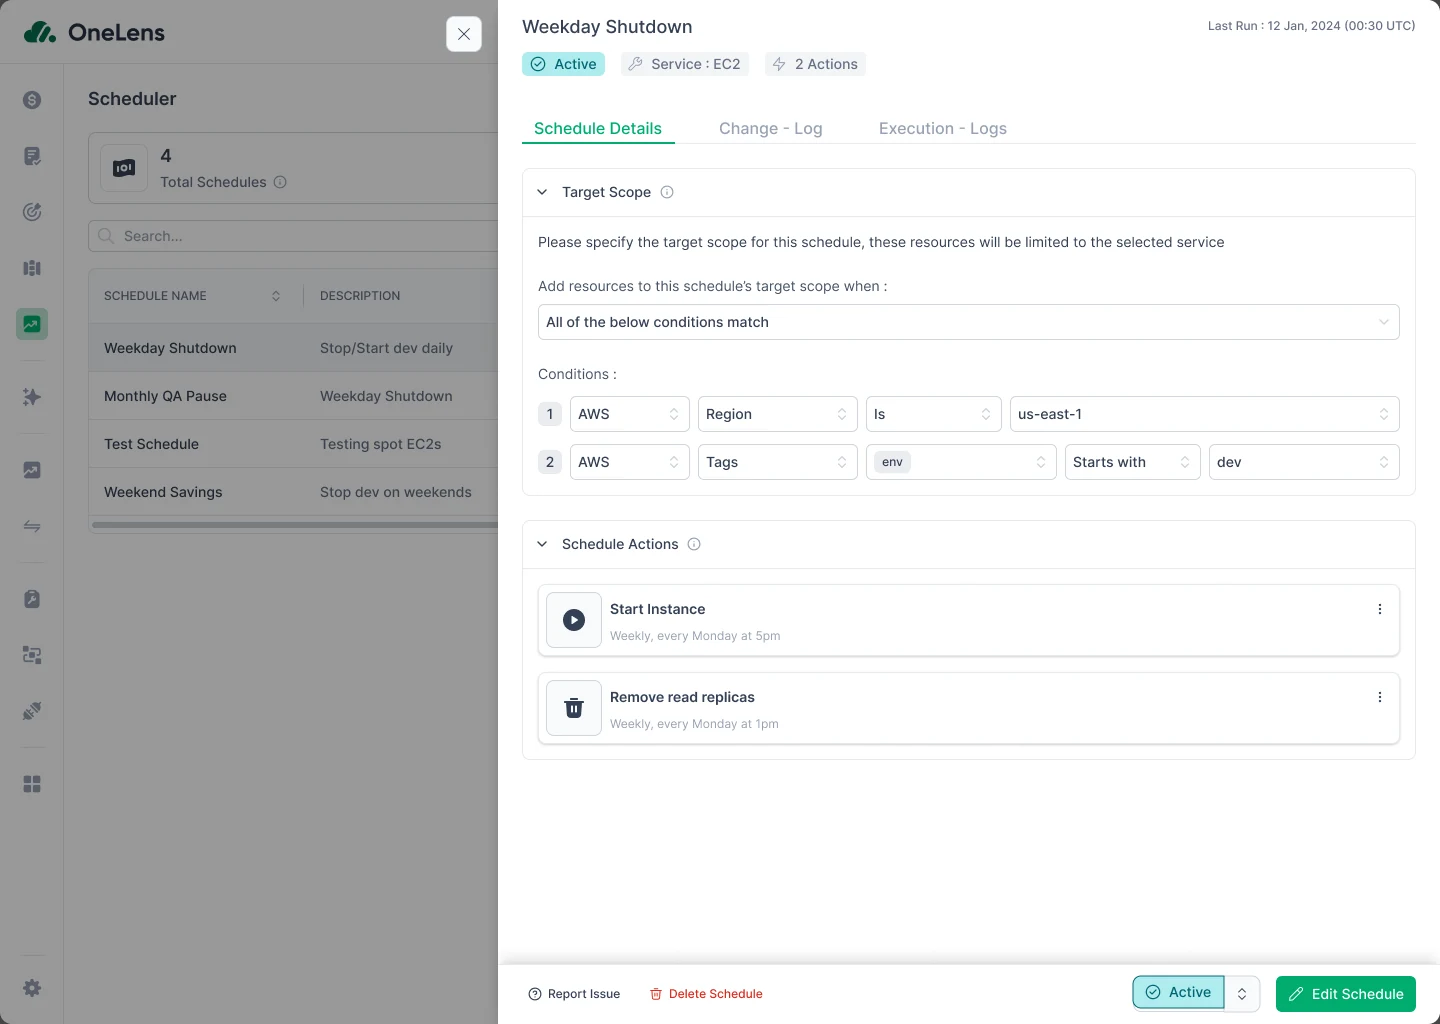 OneLens
Scheduler
4
Total Schedules
Search...
SCHEDULE NAME
DESCRIPTION
Weekday Shutdown
Stop/Start dev daily
Monthly QA Pause
Weekday Shutdown
Test Schedule
Testing spot EC2s
Weekend Savings
Stop dev on weekends
Weekday Shutdown
Last Run : 12 Jan, 2024 (00:30 UTC)
Active
Service : EC2
2 Actions
Schedule Details
Change - Log
Execution - Logs
Target Scope
Please specify the target scope for this schedule, these resources will be limited to the selected service
Add resources to this schedule's target scope when :
All of the below conditions match
Conditions :
1 AWS Region Is us-east-1
2 AWS Tags env Starts with dev
Schedule Actions
Start Instance
Weekly, every Monday at 5pm
Remove read replicas
Weekly, every Monday at 1pm
Report Issue
Delete Schedule
Active
Edit Schedule